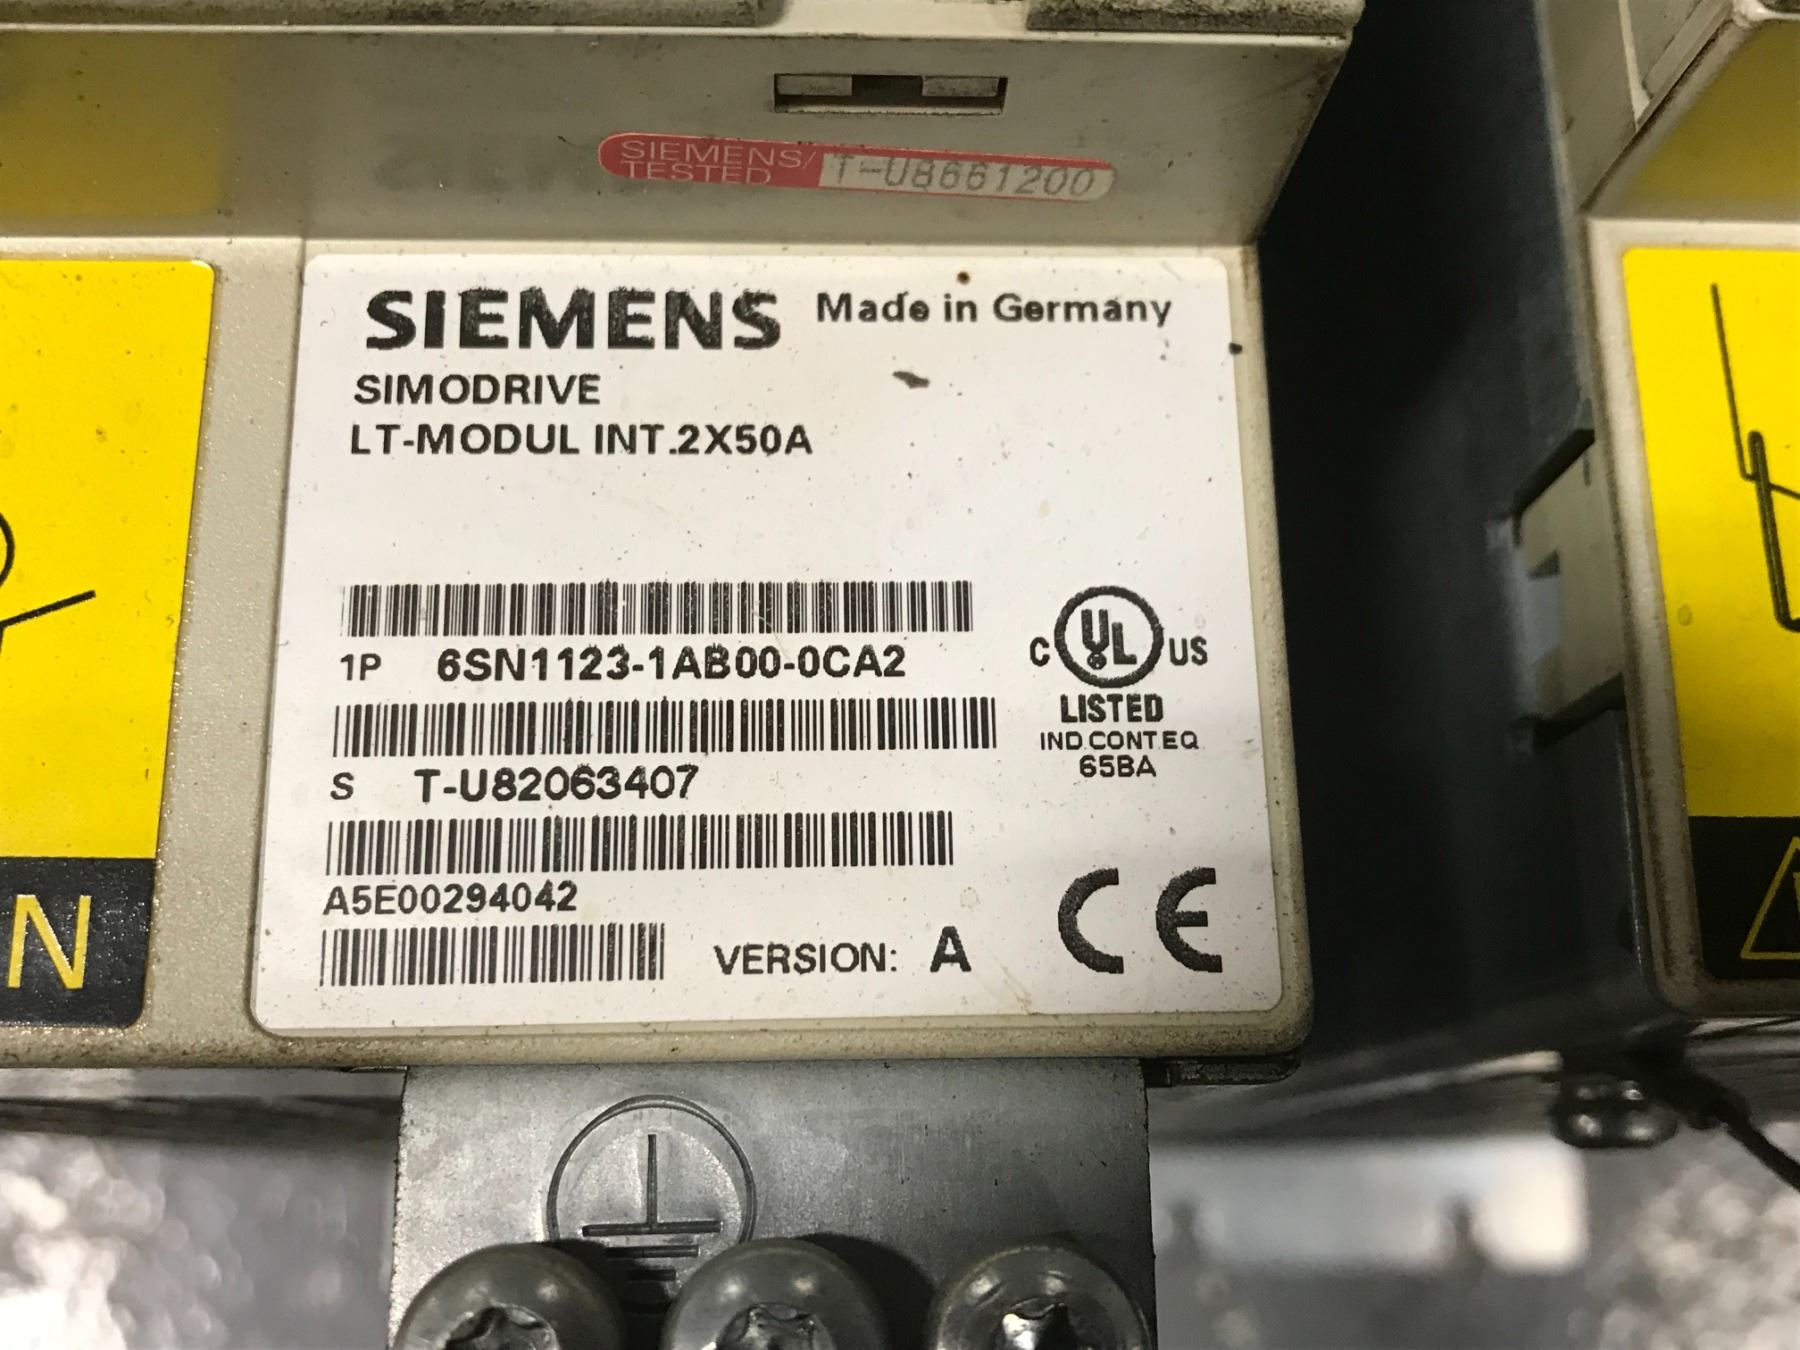 SIEMENS/
TESTED T-U8661200
SIEMENS Made in Germany
SIMODRIVE
LT-MODUL INT.2X50A
1P 6SN1123-1AB00-0CA2
C UL US
LISTED
IND.CONT.EQ
65BA
S T-U82063407
A5E00294042
VERSION: A
CE
N